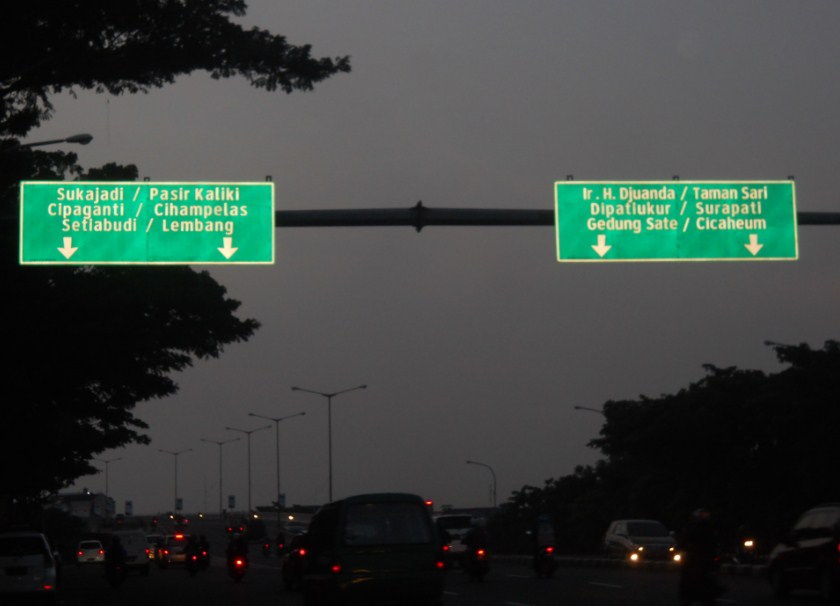 Sukajadi / Pasir Kaliki
Cipaganti / Cihampelas
Setiabudi / Lembang
Ir. H. Djuanda / Taman Sari
Dipatiukur / Surapati
Gedung Sate / Cicaheum